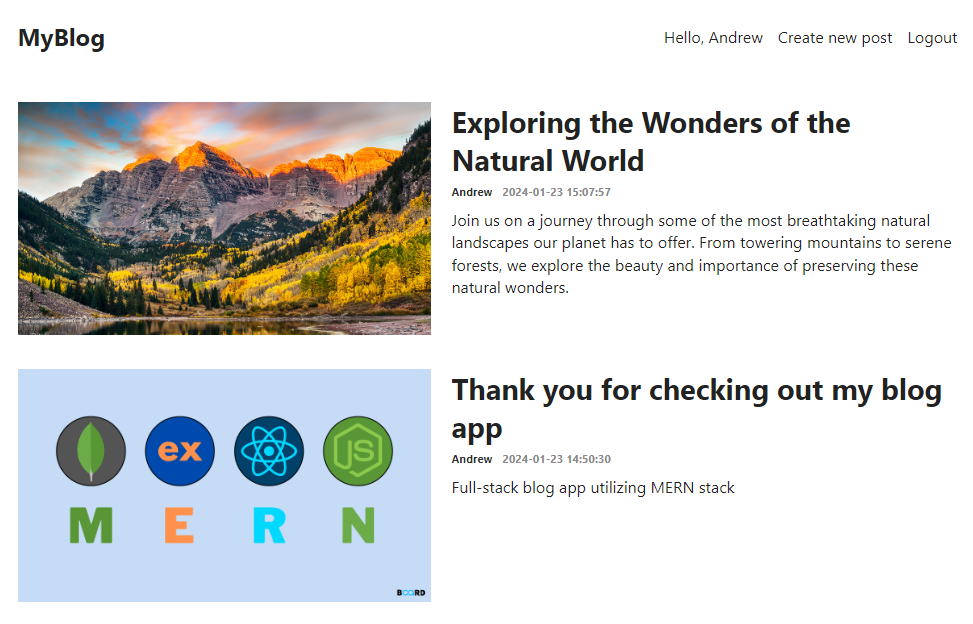 MyBlog
Hello, Andrew Create new post Logout
Exploring the Wonders of the
Natural World
Andrew 2024-01-23 15:07:57
Join us on a journey through some of the most breathtaking natural
landscapes our planet has to offer. From towering mountains to serene
forests, we explore the beauty and importance of preserving these
natural wonders.
ex JS
M E R N
BOARD
Thank you for checking out my blog
app
Andrew 2024-01-23 14:50:30
Full-stack blog app utilizing MERN stack